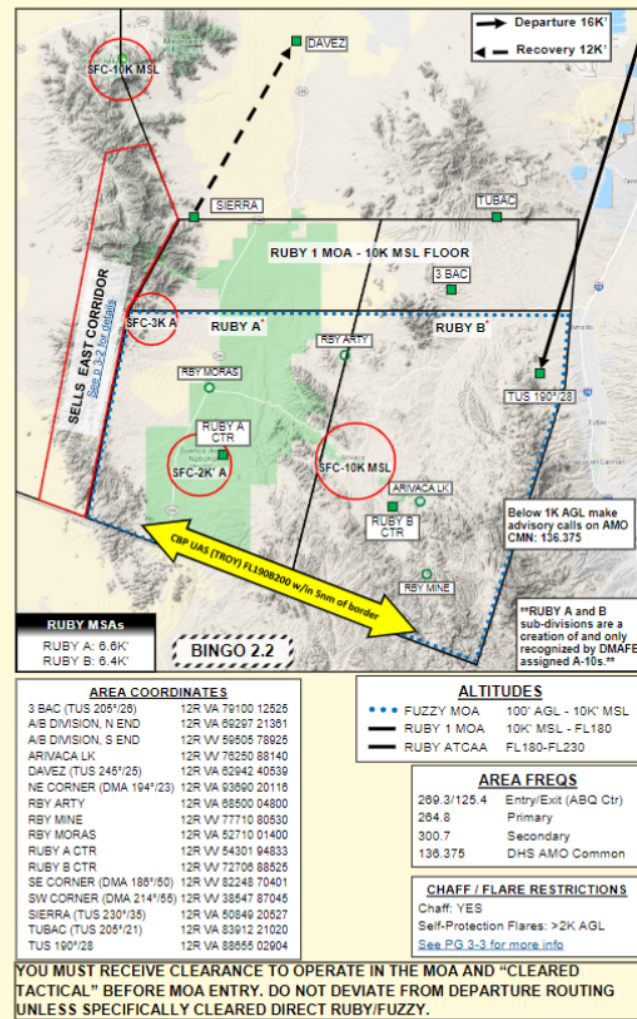 Departure 16K'
Recovery 12K'
DAVEZ
SFC-10K MSL
SIERRA
TUBAC
RUBY 1 MOA - 10K MSL FLOOR
3 BAC
SELLS EAST CORRIDOR
See p 3-2 for details
SFC-3K A
RUBY A*
RUBY B*
RBY ARTY
RBY MORAS
TUS 190°/28
RUBY A
CTR
SFC-2K' A
SFC-10K MSL
ARIVACA LK
RUBY B
CTR
Below 1K AGL make
advisory calls on AMO
CMN: 136.375
CBP UAS (TROY) FL190B200 w/in 5nm of border
RBY MINE
RUBY MSAs
RUBY A: 6.6K'
RUBY B: 6.4K'
BINGO 2.2
**RUBY A and B
sub-divisions are a
creation of and only
recognized by DMAFB
assigned A-10s.**
AREA COORDINATES
3 BAC (TUS 205°/26) 12R VA 79100 12525
A/B DIVISION, N END 12R VA 69297 21361
A/B DIVISION, S END 12R VV 59505 78925
ARIVACA LK 12R VV 76250 88140
DAVEZ (TUS 245°/25) 12R VA 62942 40539
NE CORNER (DMA 194°/23) 12R VA 93690 20116
RBY ARTY 12R VA 68500 04800
RBY MINE 12R VV 77710 80530
RBY MORAS 12R VA 52710 01400
RUBY A CTR 12R VV 54301 94833
RUBY B CTR 12R VV 72706 88525
SE CORNER (DMA 186°/50) 12R VV 82248 70401
SW CORNER (DMA 214°/55) 12R VV 38547 87045
SIERRA (TUS 230°/35) 12R VA 50849 20527
TUBAC (TUS 205°/21) 12R VA 83912 21020
TUS 190°/28 12R VA 88655 02904
ALTITUDES
FUZZY MOA 100' AGL - 10K' MSL
RUBY 1 MOA 10K' MSL - FL180
RUBY ATCAA FL180-FL230
AREA FREQS
269.3/125.4 Entry/Exit (ABQ Ctr)
264.8 Primary
300.7 Secondary
136.375 DHS AMO Common
CHAFF / FLARE RESTRICTIONS
Chaff: YES
Self-Protection Flares: >2K AGL
See PG 3-3 for more info
YOU MUST RECEIVE CLEARANCE TO OPERATE IN THE MOA AND “CLEARED
TACTICAL” BEFORE MOA ENTRY. DO NOT DEVIATE FROM DEPARTURE ROUTING
UNLESS SPECIFICALLY CLEARED DIRECT RUBY/FUZZY.